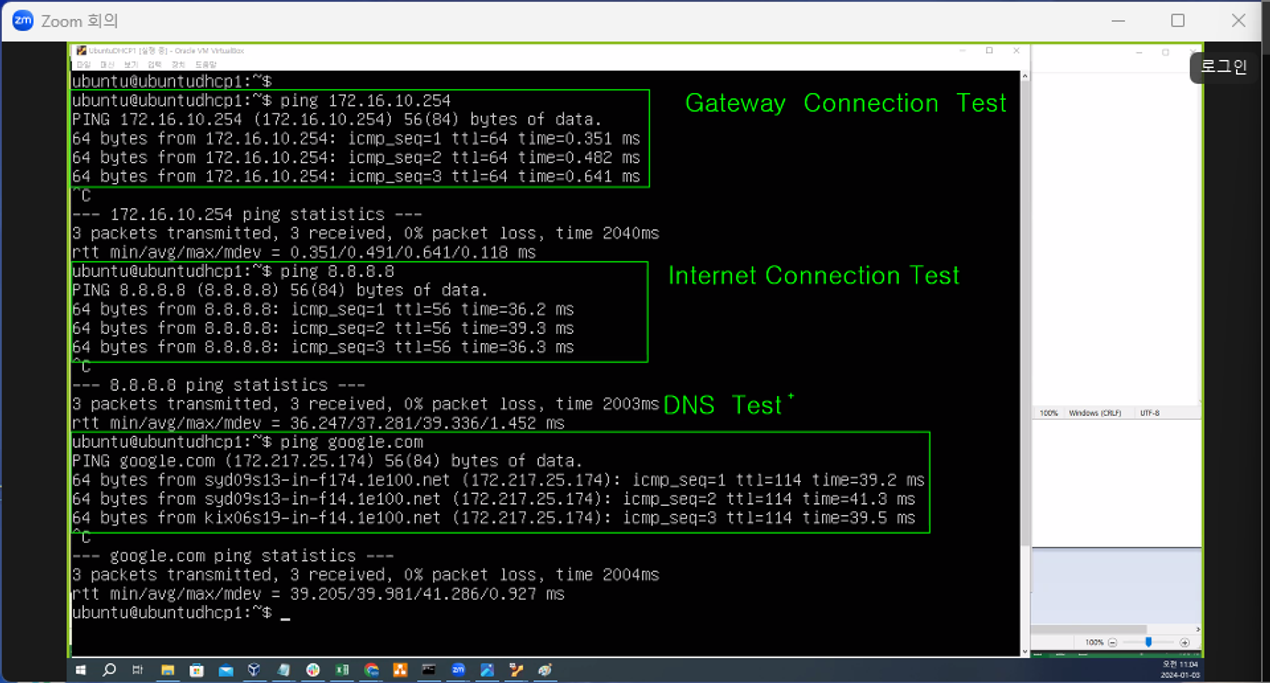 Zoom 회의
UbuntuDHCP1 [실행 중] - Oracle VM VirtualBox
파일 머신 보기 입력 장치 도움말
로그인
ubuntu@ubuntudhcp1:~$
ubuntu@ubuntudhcp1:~$ ping 172.16.10.254
Gateway Connection Test
PING 172.16.10.254 (172.16.10.254) 56(84) bytes of data.
64 bytes from 172.16.10.254: icmp_seq=1 ttl=64 time=0.351 ms
64 bytes from 172.16.10.254: icmp_seq=2 ttl=64 time=0.482 ms
64 bytes from 172.16.10.254: icmp_seq=3 ttl=64 time=0.641 ms
^C
--- 172.16.10.254 ping statistics ---
3 packets transmitted, 3 received, 0% packet loss, time 2040ms
rtt min/avg/max/mdev = 0.351/0.491/0.641/0.118 ms
ubuntu@ubuntudhcp1:~$ ping 8.8.8.8
Internet Connection Test
PING 8.8.8.8 (8.8.8.8) 56(84) bytes of data.
64 bytes from 8.8.8.8: icmp_seq=1 ttl=56 time=36.2 ms
64 bytes from 8.8.8.8: icmp_seq=2 ttl=56 time=39.3 ms
64 bytes from 8.8.8.8: icmp_seq=3 ttl=56 time=36.3 ms
^C
--- 8.8.8.8 ping statistics ---
3 packets transmitted, 3 received, 0% packet loss, time 2003ms
DNS Test
rtt min/avg/max/mdev = 36.247/37.281/39.336/1.452 ms
100% Windows (CRLF) UTF-8
ubuntu@ubuntudhcp1:~$ ping google.com
PING google.com (172.217.25.174) 56(84) bytes of data.
64 bytes from syd09s13-in-f174.1e100.net (172.217.25.174): icmp_seq=1 ttl=114 time=39.2 ms
64 bytes from syd09s13-in-f14.1e100.net (172.217.25.174): icmp_seq=2 ttl=114 time=41.3 ms
64 bytes from kix06s19-in-f14.1e100.net (172.217.25.174): icmp_seq=3 ttl=114 time=39.5 ms
^C
--- google.com ping statistics ---
3 packets transmitted, 3 received, 0% packet loss, time 2004ms
rtt min/avg/max/mdev = 39.205/39.981/41.286/0.927 ms
ubuntu@ubuntudhcp1:~$ _
100%
오전 11:04
2024-01-03